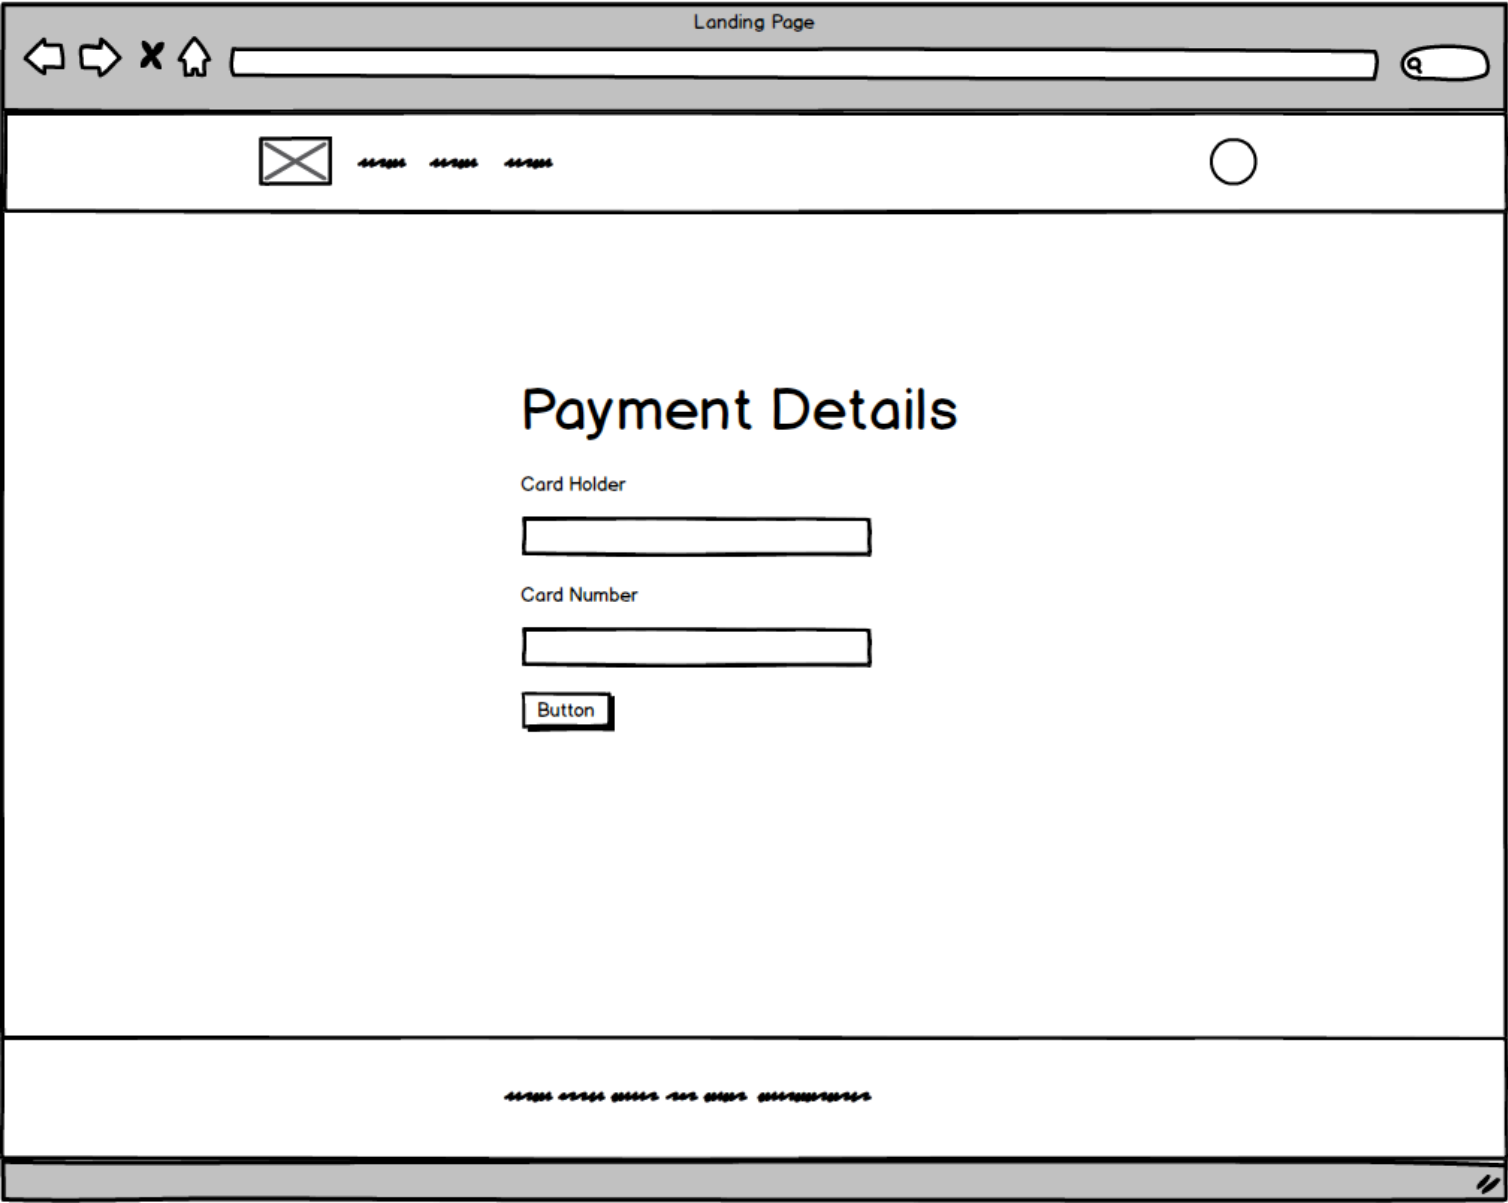 Landing Page
Payment Details
Card Holder
Card Number
Button